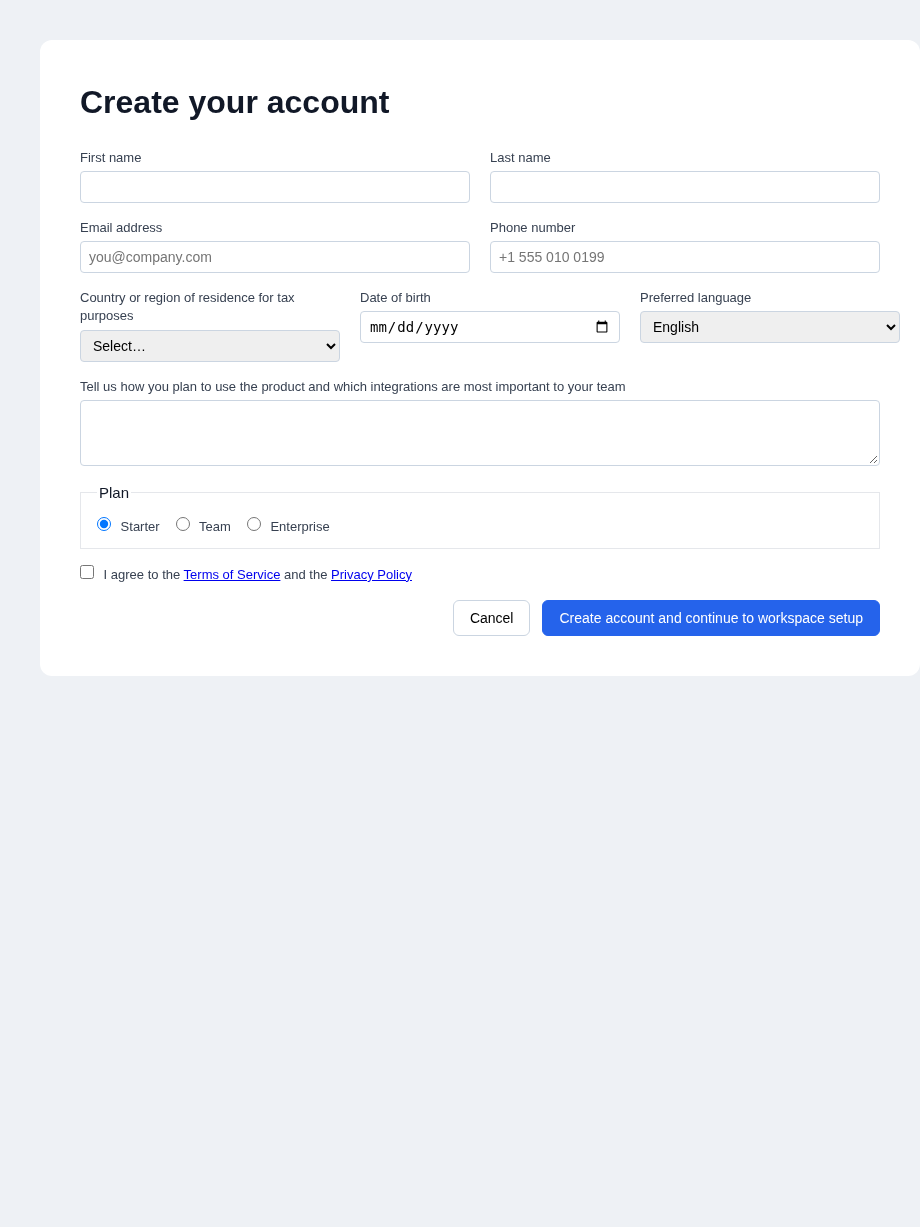 Create your account
First name
Last name
Email address
Phone number
you@company.com
+1 555 010 0199
Country or region of residence for tax
purposes
Date of birth
Preferred language
Select…
mm/dd/yyyy
English
Tell us how you plan to use the product and which integrations are most important to your team
Plan
Starter Team Enterprise
I agree to the Terms of Service and the Privacy Policy
Cancel
Create account and continue to workspace setup